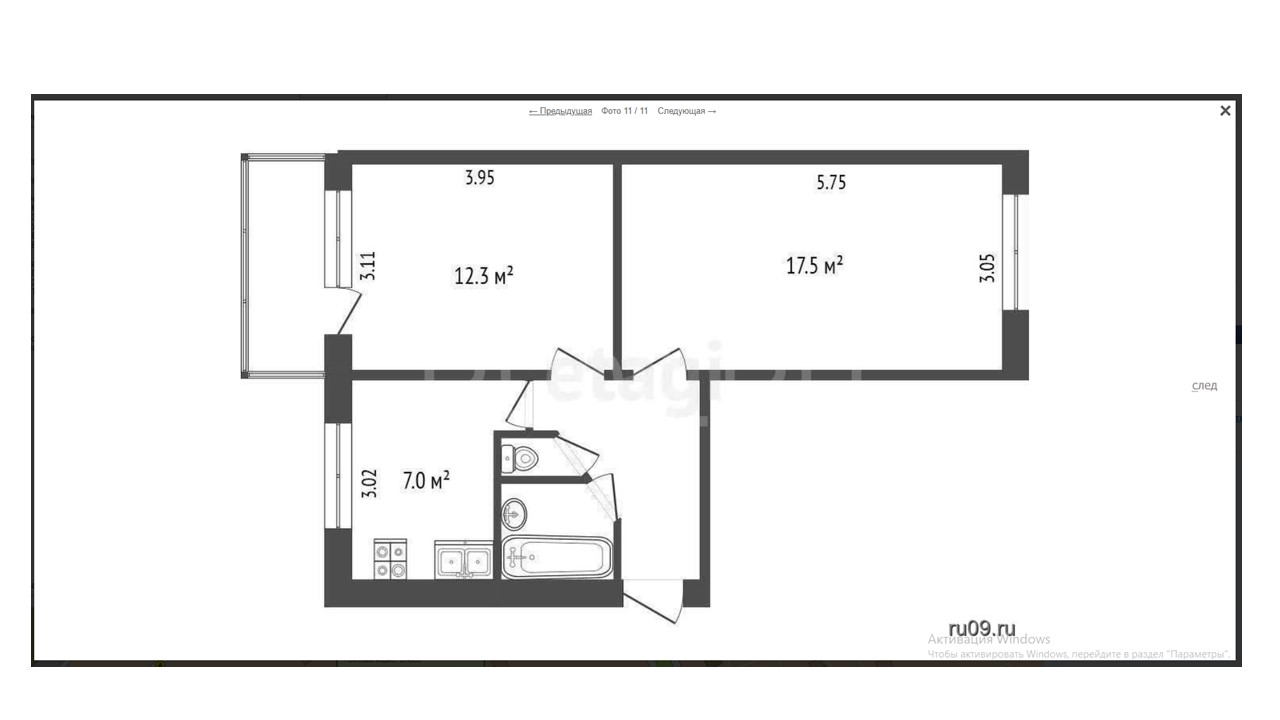 ← Предыдущая Фото 11 / 11 Следующая →
3.95
5.75
3.11
12.3 м²
17.5 м²
3.05
etagi
след
3.02
7.0 м²
ru09.ru
Активация Windows
Чтобы активировать Windows, перейдите в раздел "Параметры".